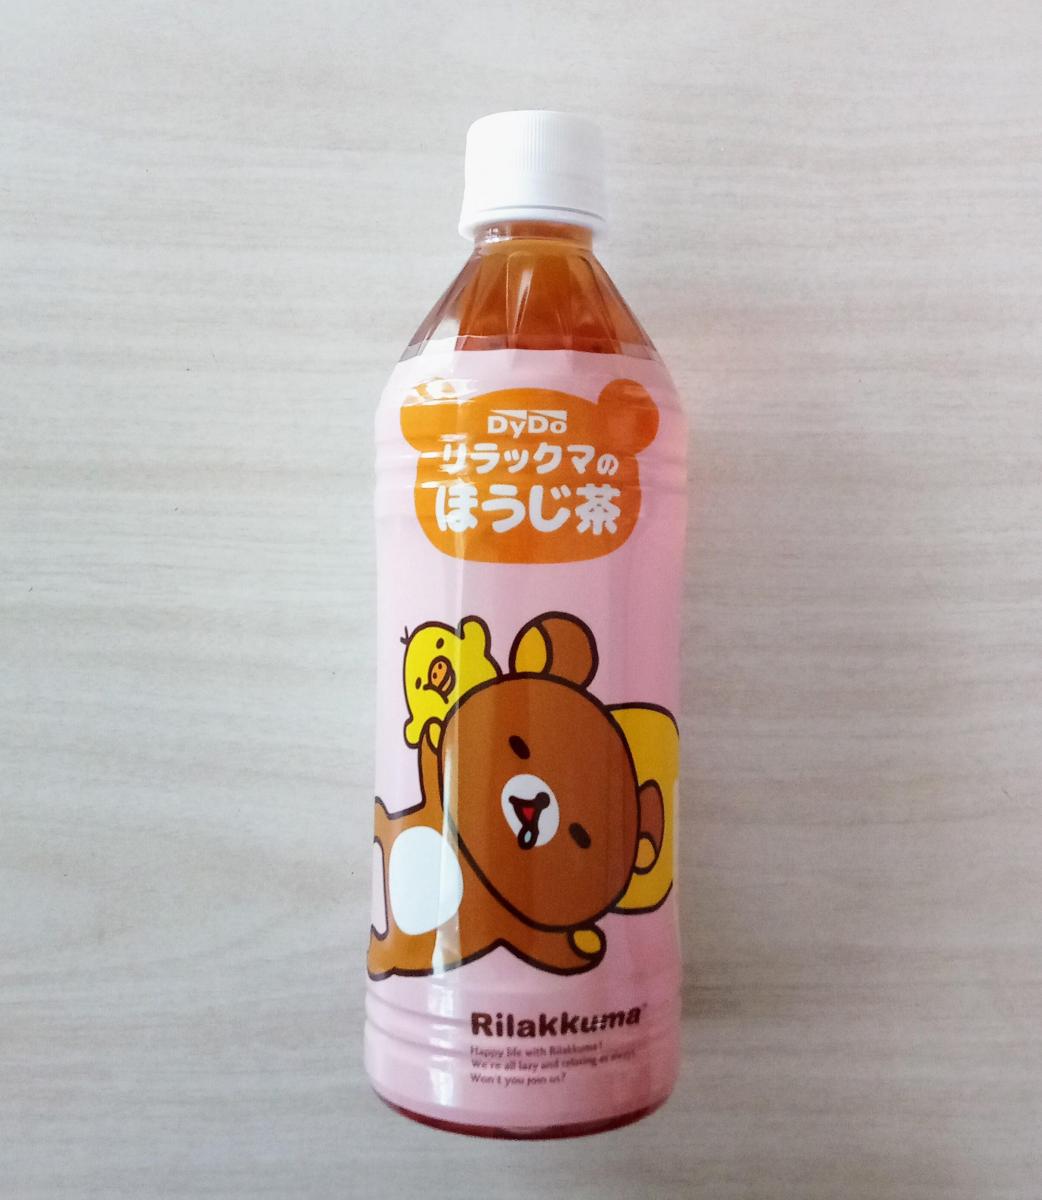 DyDo
リラックマの
ほうじ茶
Rilakkuma™
Happy life with Rilakkuma!
We're all lazy and relaxing as always.
Won't you join us?